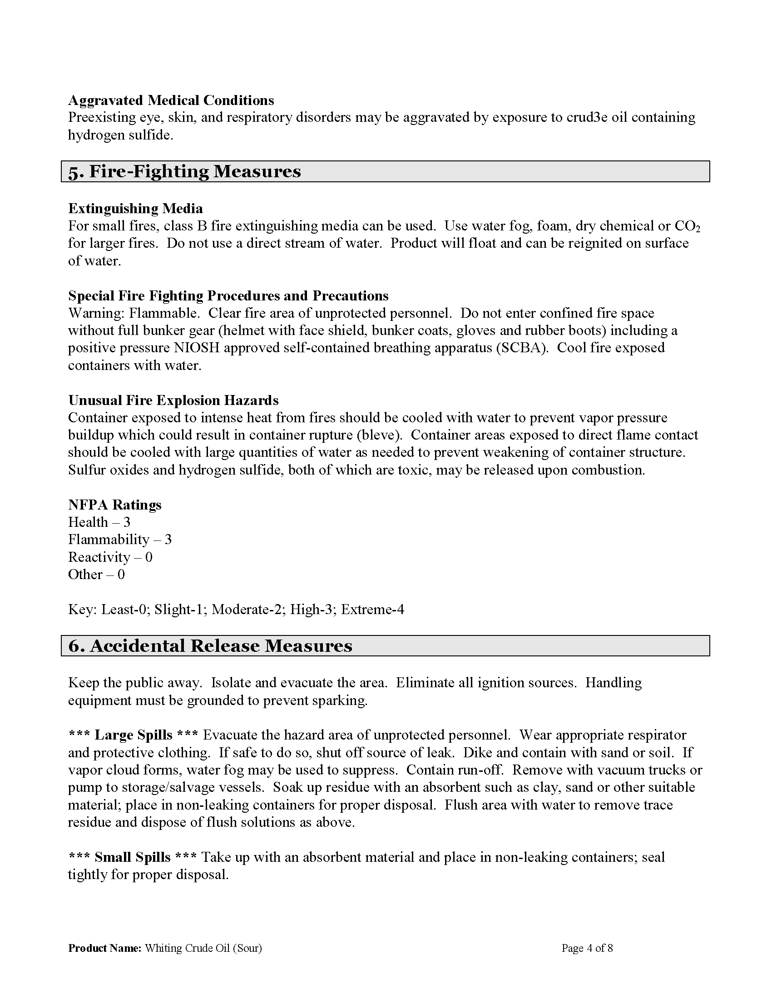 Aggravated Medical Conditions
Preexisting eye, skin, and respiratory disorders may be aggravated by exposure to crud3e oil containing
hydrogen sulfide.
5. Fire-Fighting Measures
Extinguishing Media
For small fires, class B fire extinguishing media can be used.  Use water fog, foam, dry chemical or CO₂
for larger fires.  Do not use a direct stream of water.  Product will float and can be reignited on surface
of water.
Special Fire Fighting Procedures and Precautions
Warning: Flammable.  Clear fire area of unprotected personnel.  Do not enter confined fire space
without full bunker gear (helmet with face shield, bunker coats, gloves and rubber boots) including a
positive pressure NIOSH approved self-contained breathing apparatus (SCBA).  Cool fire exposed
containers with water.
Unusual Fire Explosion Hazards
Container exposed to intense heat from fires should be cooled with water to prevent vapor pressure
buildup which could result in container rupture (bleve).  Container areas exposed to direct flame contact
should be cooled with large quantities of water as needed to prevent weakening of container structure.
Sulfur oxides and hydrogen sulfide, both of which are toxic, may be released upon combustion.
NFPA Ratings
Health – 3
Flammability – 3
Reactivity – 0
Other – 0
Key: Least-0; Slight-1; Moderate-2; High-3; Extreme-4
6. Accidental Release Measures
Keep the public away.  Isolate and evacuate the area.  Eliminate all ignition sources.  Handling
equipment must be grounded to prevent sparking.
*** Large Spills *** Evacuate the hazard area of unprotected personnel.  Wear appropriate respirator
and protective clothing.  If safe to do so, shut off source of leak.  Dike and contain with sand or soil.  If
vapor cloud forms, water fog may be used to suppress.  Contain run-off.  Remove with vacuum trucks or
pump to storage/salvage vessels.  Soak up residue with an absorbent such as clay, sand or other suitable
material; place in non-leaking containers for proper disposal.  Flush area with water to remove trace
residue and dispose of flush solutions as above.
*** Small Spills *** Take up with an absorbent material and place in non-leaking containers; seal
tightly for proper disposal.
Product Name: Whiting Crude Oil (Sour) Page 4 of 8